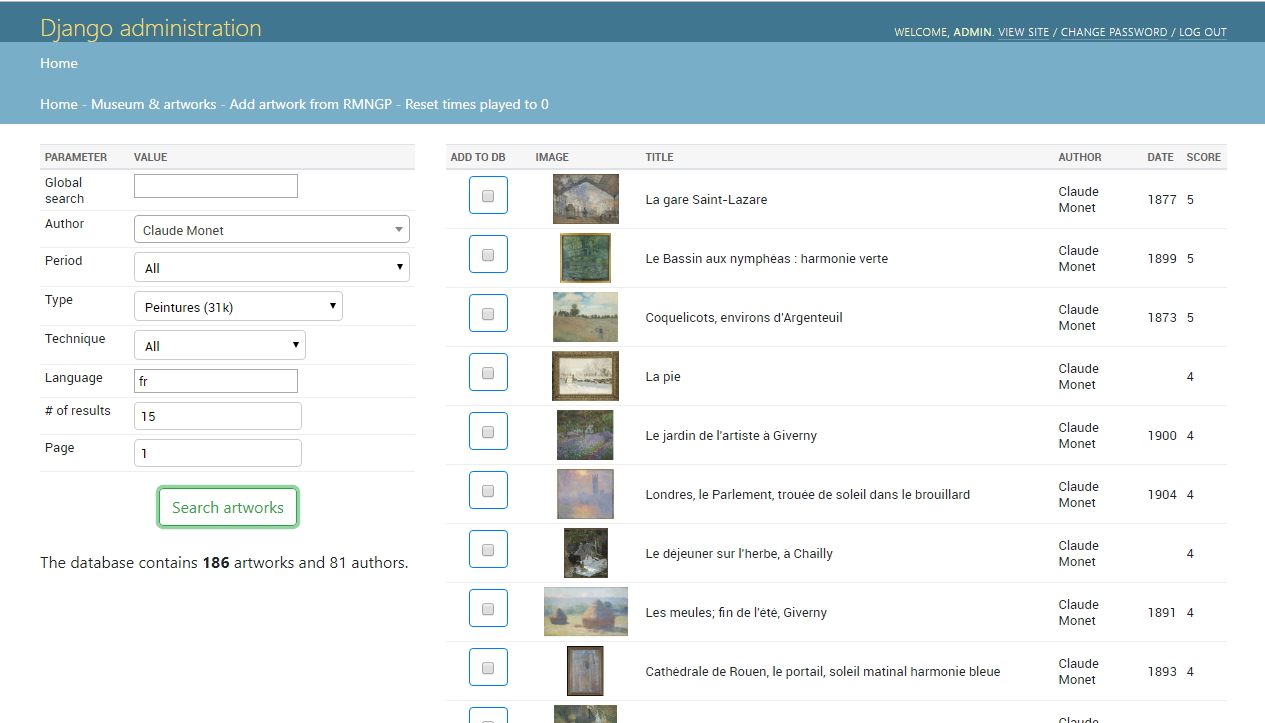 Django administration
WELCOME, ADMIN. VIEW SITE / CHANGE PASSWORD / LOG OUT
Home
Home - Museum & artworks - Add artwork from RMNGP - Reset times played to 0
PARAMETER VALUE
Global
search
Author Claude Monet
Period All
Type Peintures (31k)
Technique All
Language fr
# of results 15
Page 1
Search artworks
The database contains 186 artworks and 81 authors.
ADD TO DB IMAGE TITLE AUTHOR DATE SCORE
La gare Saint-Lazare Claude Monet 1877 5
Le Bassin aux nymphéas : harmonie verte Claude Monet 1899 5
Coquelicots, environs d'Argenteuil Claude Monet 1873 5
La pie Claude Monet 4
Le jardin de l'artiste à Giverny Claude Monet 1900 4
Londres, le Parlement, trouée de soleil dans le brouillard Claude Monet 1904 4
Le déjeuner sur l'herbe, à Chailly Claude Monet 4
Les meules; fin de l'été, Giverny Claude Monet 1891 4
Cathédrale de Rouen, le portail, soleil matinal harmonie bleue Claude Monet 1893 4
Claude